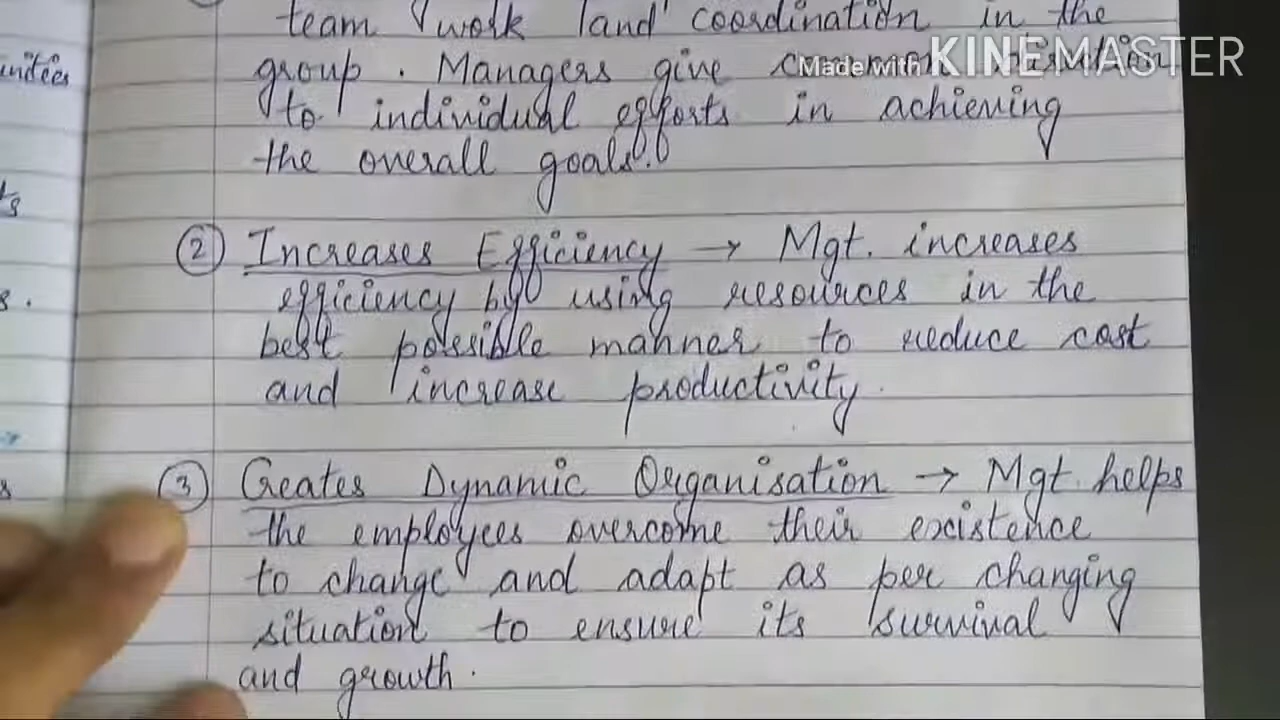 team work and coordination in the
group. Managers give
Made with KINEMASTER
to individual efforts in achieving
the overall goals.
② Increases Efficiency → Mgt. increases
efficiency by using resources in the
best possible manner to reduce cost
and increase productivity.
③ Creates Dynamic Organisation → Mgt. helps
the employees overcome their existence
to change and adapt as per changing
situation to ensure its survival
and growth.